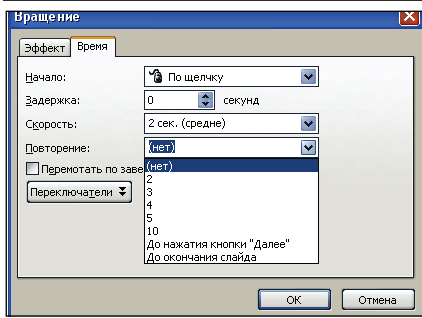 Вращение
Эффект Время
Начало: По щелчку
Задержка: 0 секунд
Скорость: 2 сек. (средне)
Повторение: (нет)
Перемотать по заве
(нет)
Переключатели
2
3
4
5
10
До нажатия кнопки "Далее"
До окончания слайда
ОК Отмена